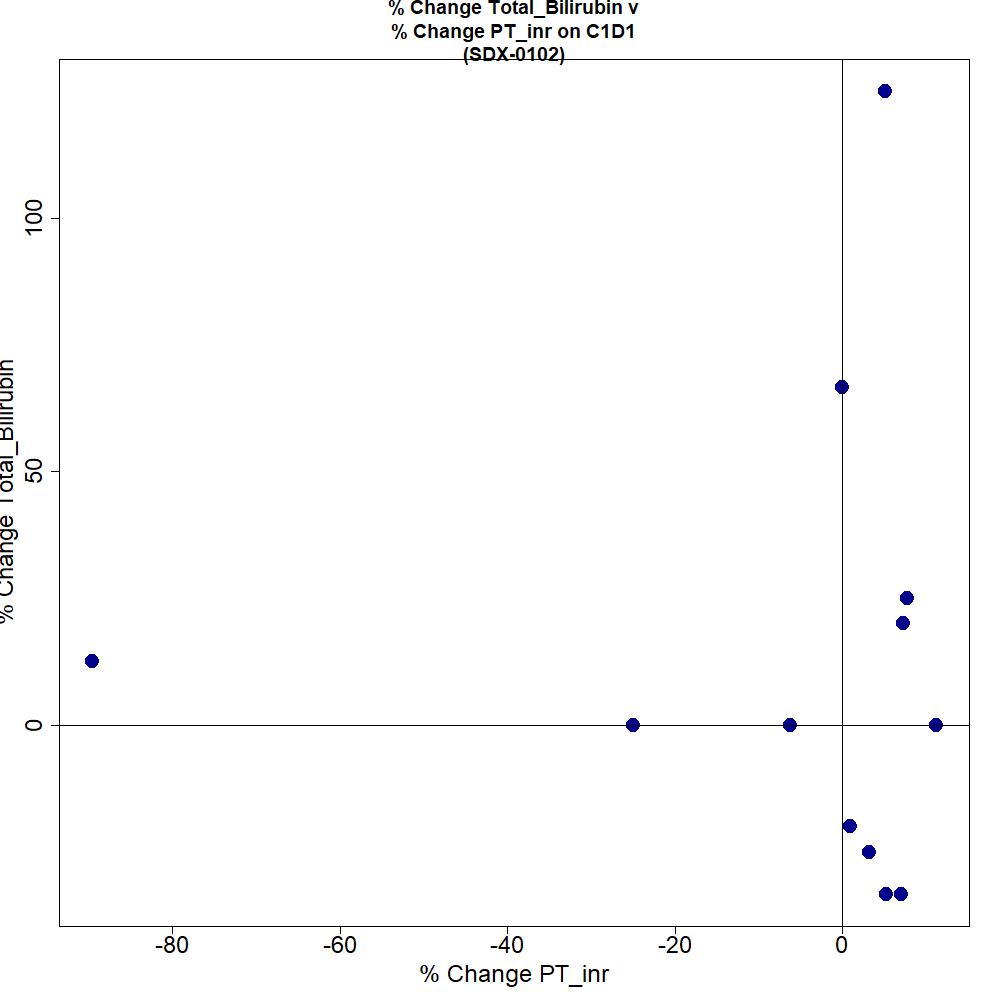 % Change Total_Bilirubin v
% Change PT_inr on C1D1
(SDX-0102)
% Change Total_Bilirubin
100
50
0
-80 -60 -40 -20 0
% Change PT_inr